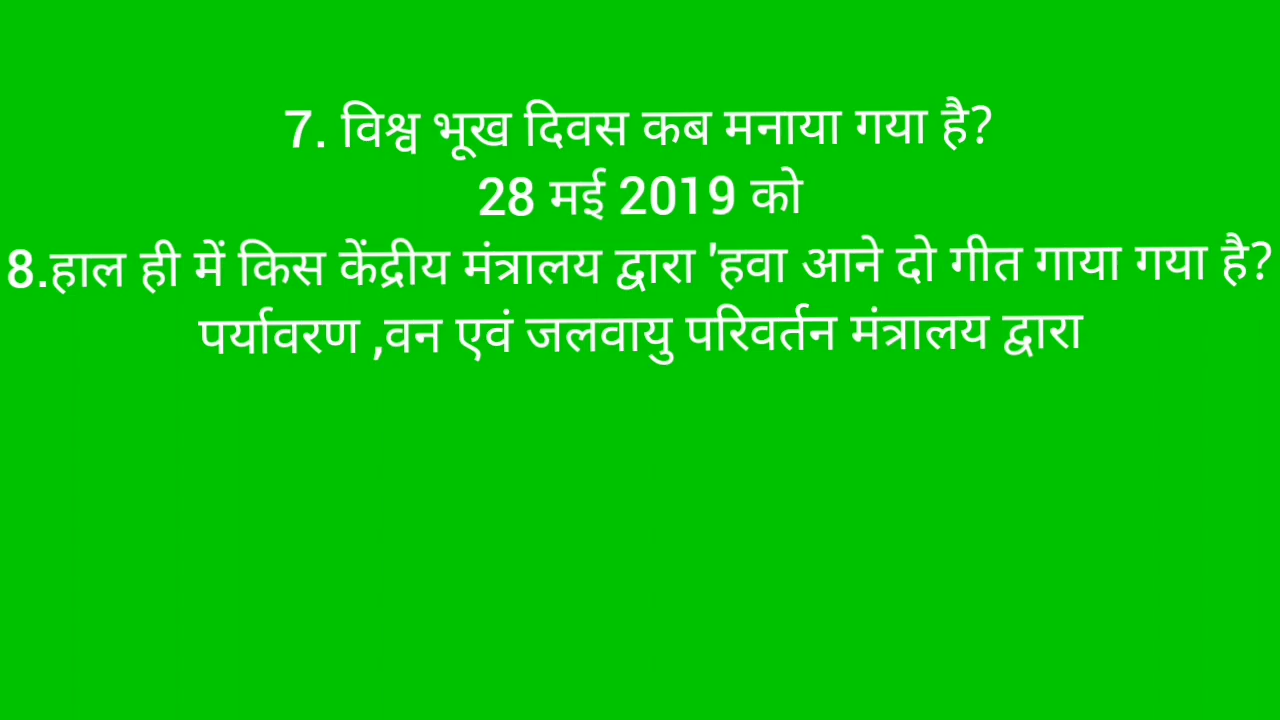 7. विश्व भूख दिवस कब मनाया गया है?
28 मई 2019 को
8.हाल ही में किस केंद्रीय मंत्रालय द्वारा 'हवा आने दो गीत गाया गया है?
पर्यावरण ,वन एवं जलवायु परिवर्तन मंत्रालय द्वारा